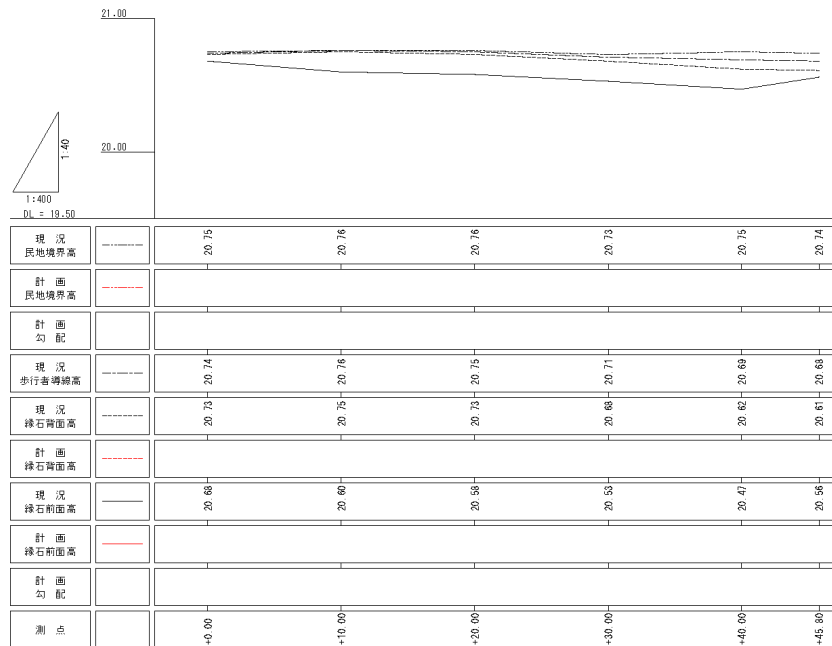 21.00
20.00
1:40
1:400
DL = 19.50
現 況
民地境界高
20.75 20.76 20.76 20.73 20.75 20.74
計 画
民地境界高
計 画
勾 配
現 況
歩行者導線高
20.74 20.76 20.75 20.71 20.69 20.68
現 況
縁石背面高
20.73 20.75 20.73 20.68 20.62 20.61
計 画
縁石背面高
現 況
縁石前面高
20.68 20.60 20.58 20.53 20.47 20.56
計 画
縁石前面高
計 画
勾 配
測 点
+0.00 +10.00 +20.00 +30.00 +40.00 +45.80